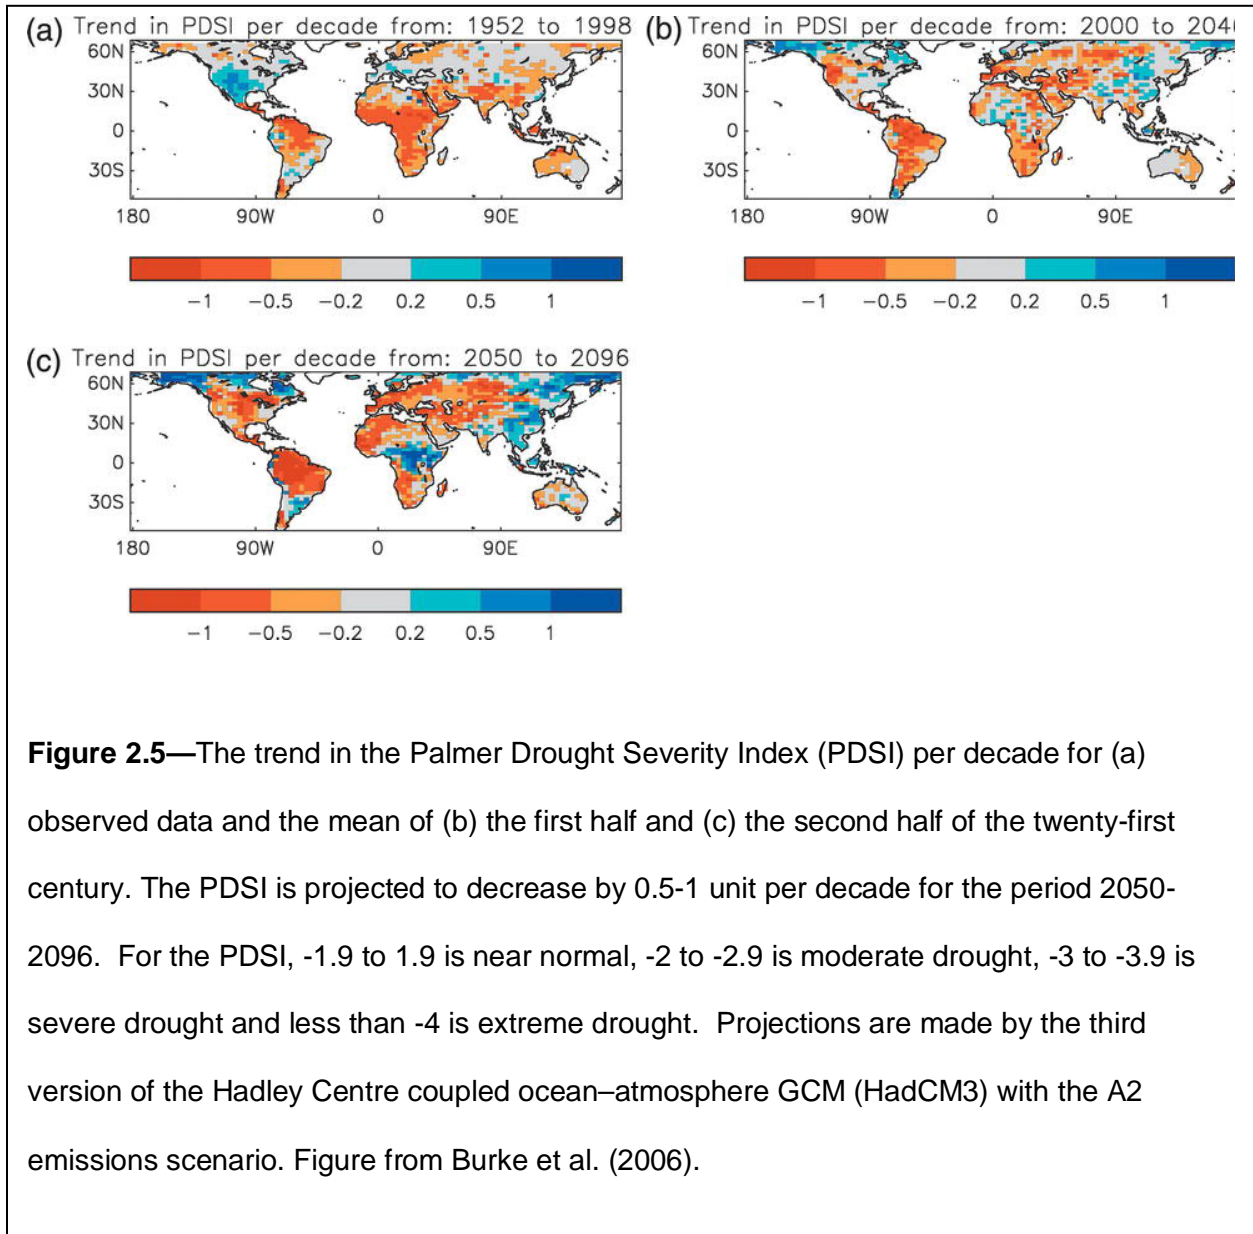 (a) Trend in PDSI per decade from: 1952 to 1998
60N
30N
0
30S
180 90W 0 90E
−1 −0.5 −0.2 0.2 0.5 1
(b) Trend in PDSI per decade from: 2000 to 2046
60N
30N
0
30S
180 90W 0 90E
−1 −0.5 −0.2 0.2 0.5 1
(c) Trend in PDSI per decade from: 2050 to 2096
60N
30N
0
30S
180 90W 0 90E
−1 −0.5 −0.2 0.2 0.5 1
Figure 2.5—The trend in the Palmer Drought Severity Index (PDSI) per decade for (a)
observed data and the mean of (b) the first half and (c) the second half of the twenty-first
century. The PDSI is projected to decrease by 0.5-1 unit per decade for the period 2050-
2096.  For the PDSI, -1.9 to 1.9 is near normal, -2 to -2.9 is moderate drought, -3 to -3.9 is
severe drought and less than -4 is extreme drought.  Projections are made by the third
version of the Hadley Centre coupled ocean–atmosphere GCM (HadCM3) with the A2
emissions scenario. Figure from Burke et al. (2006).